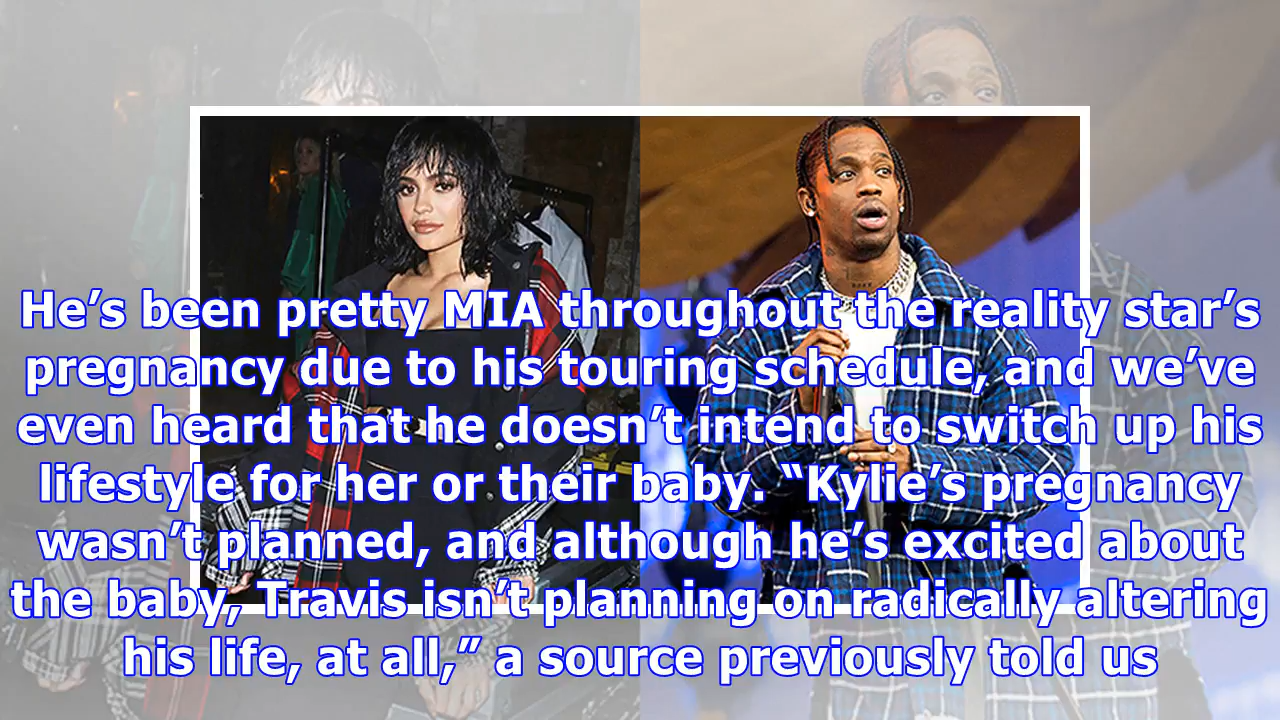 He’s been pretty MIA throughout the reality star’s
pregnancy due to his touring schedule, and we’ve
even heard that he doesn’t intend to switch up his
lifestyle for her or their baby. “Kylie’s pregnancy
wasn’t planned, and although he’s excited about
the baby, Travis isn’t planning on radically altering
his life, at all,” a source previously told us